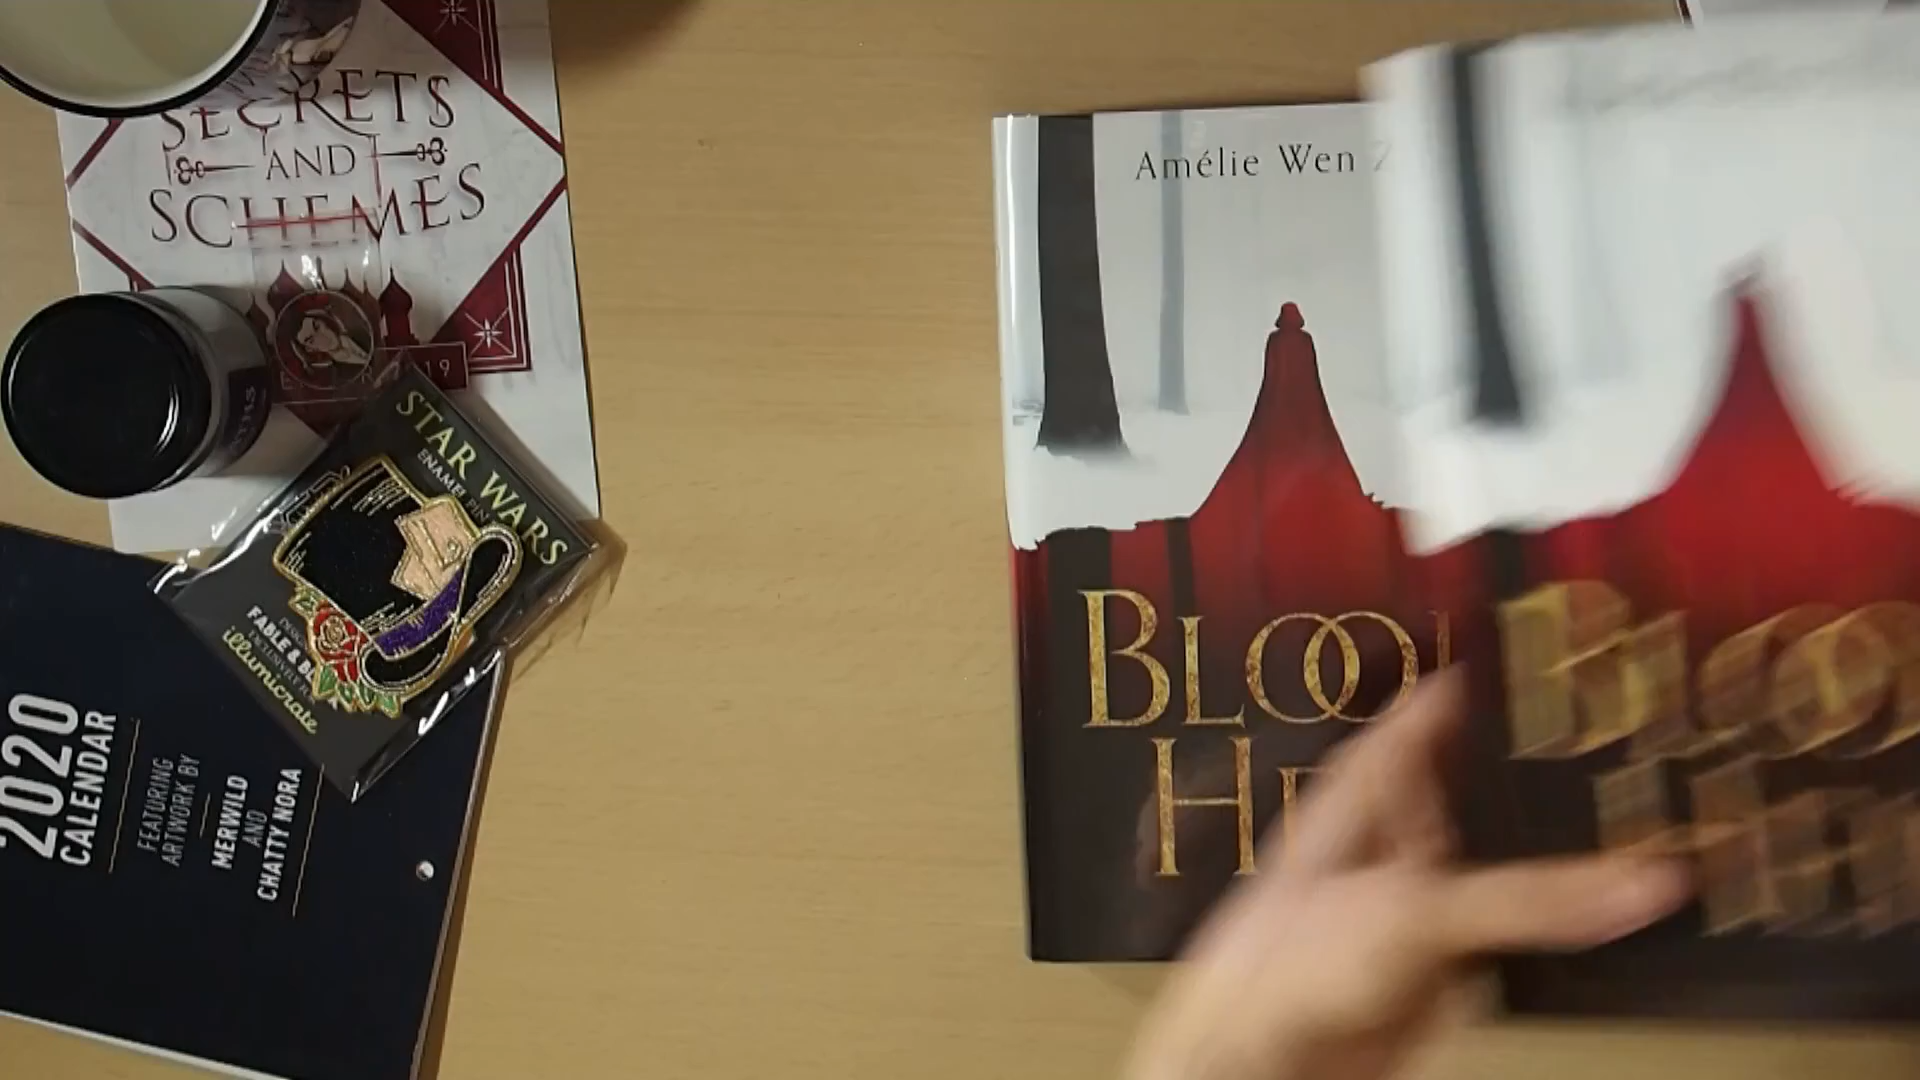 SECRETS
AND
SCHEMES
19
STAR WARS
ENAMEL PIN
FABLE & B
illumicrate
2020
CALENDAR
FEATURING
ARTWORK BY
MERWILD
AND
CHATTY NORA
Amélie Wen Z
BLOO
HE
BLOO